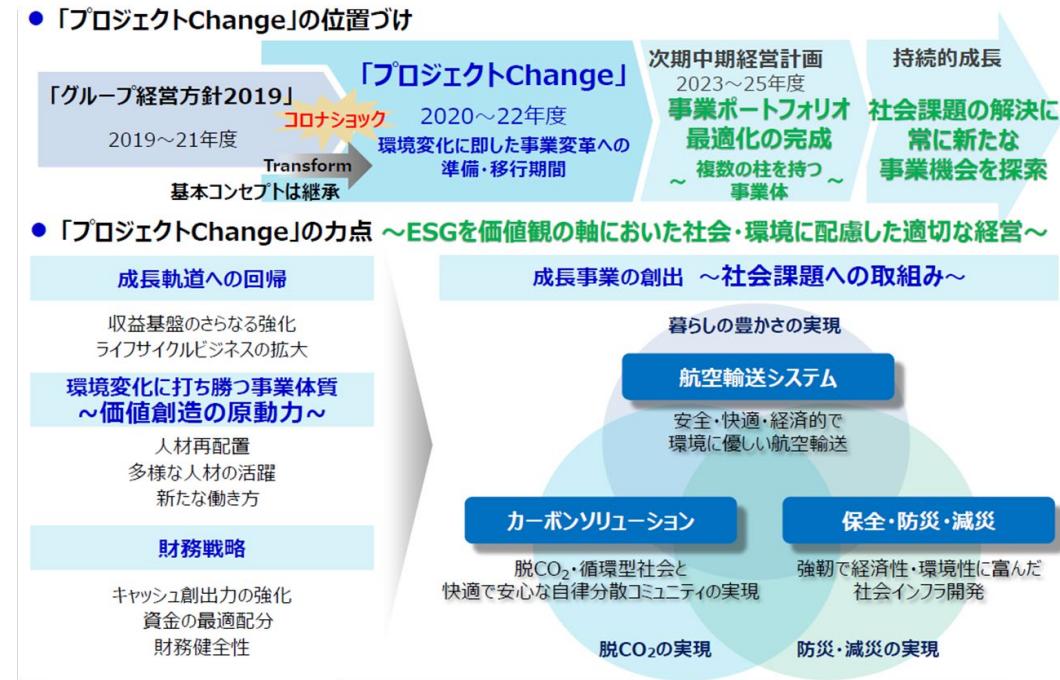 ● 「プロジェクトChange」の位置づけ
「グループ経営方針2019」
2019～21年度
コロナショック
Transform
基本コンセプトは継承
「プロジェクトChange」
2020～22年度
環境変化に即した事業変革への
準備・移行期間
次期中期経営計画
2023～25年度
事業ポートフォリオ
最適化の完成
～ 複数の柱を持つ ～
事業体
持続的成長
社会課題の解決に
常に新たな
事業機会を探索
● 「プロジェクトChange」の力点 ～ESGを価値観の軸においた社会・環境に配慮した適切な経営～
成長軌道への回帰
収益基盤のさらなる強化
ライフサイクルビジネスの拡大
環境変化に打ち勝つ事業体質
～価値創造の原動力～
人材再配置
多様な人材の活躍
新たな働き方
財務戦略
キャッシュ創出力の強化
資金の最適配分
財務健全性
成長事業の創出 ～社会課題への取組み～
暮らしの豊かさの実現
航空輸送システム
安全・快適・経済的で
環境に優しい航空輸送
カーボンソリューション
脱CO₂・循環型社会と
快適で安心な自律分散コミュニティの実現
脱CO₂の実現
保全・防災・減災
強靭で経済性・環境性に富んだ
社会インフラ開発
防災・減災の実現